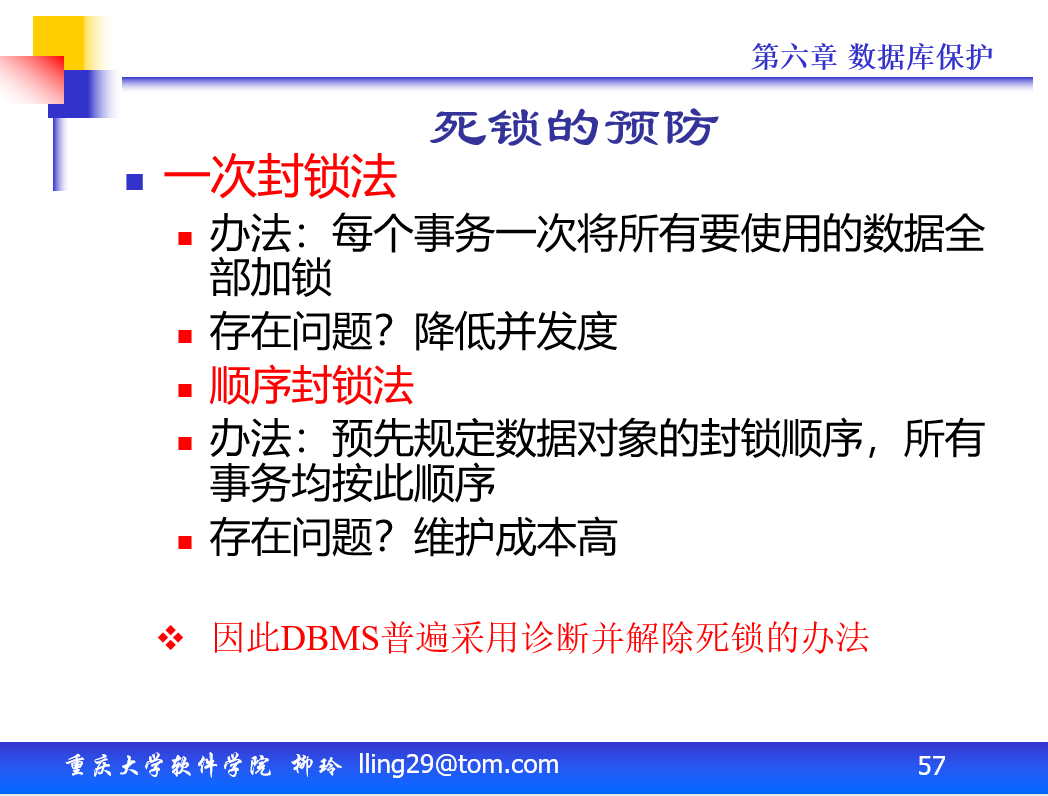 第六章 数据库保护
死锁的预防
一次封锁法
办法：每个事务一次将所有要使用的数据全
部加锁
存在问题？降低并发度
顺序封锁法
办法：预先规定数据对象的封锁顺序，所有
事务均按此顺序
存在问题？维护成本高
因此DBMS普遍采用诊断并解除死锁的办法
重庆大学软件学院 柳玲 lling29@tom.com
57